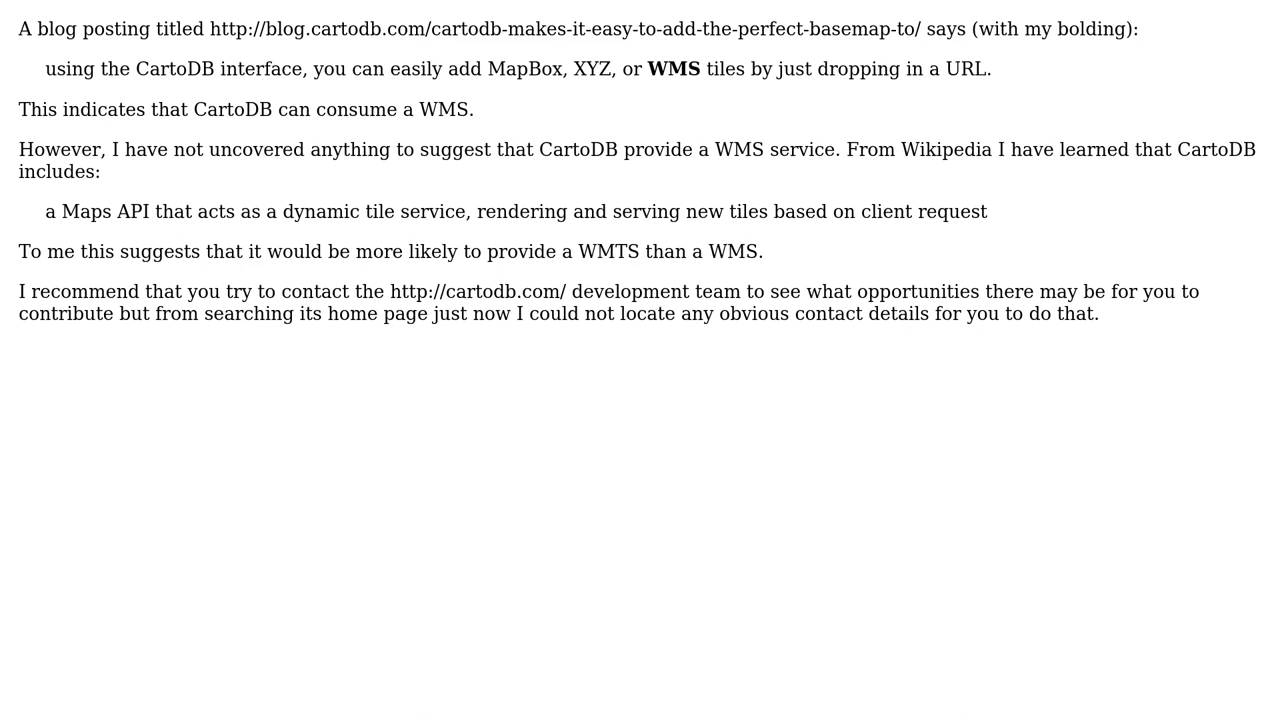 A blog posting titled http://blog.cartodb.com/cartodb-makes-it-easy-to-add-the-perfect-basemap-to/ says (with my bolding):
using the CartoDB interface, you can easily add MapBox, XYZ, or WMS tiles by just dropping in a URL.
This indicates that CartoDB can consume a WMS.
However, I have not uncovered anything to suggest that CartoDB provide a WMS service. From Wikipedia I have learned that CartoDB
includes:
a Maps API that acts as a dynamic tile service, rendering and serving new tiles based on client request
To me this suggests that it would be more likely to provide a WMTS than a WMS.
I recommend that you try to contact the http://cartodb.com/ development team to see what opportunities there may be for you to
contribute but from searching its home page just now I could not locate any obvious contact details for you to do that.